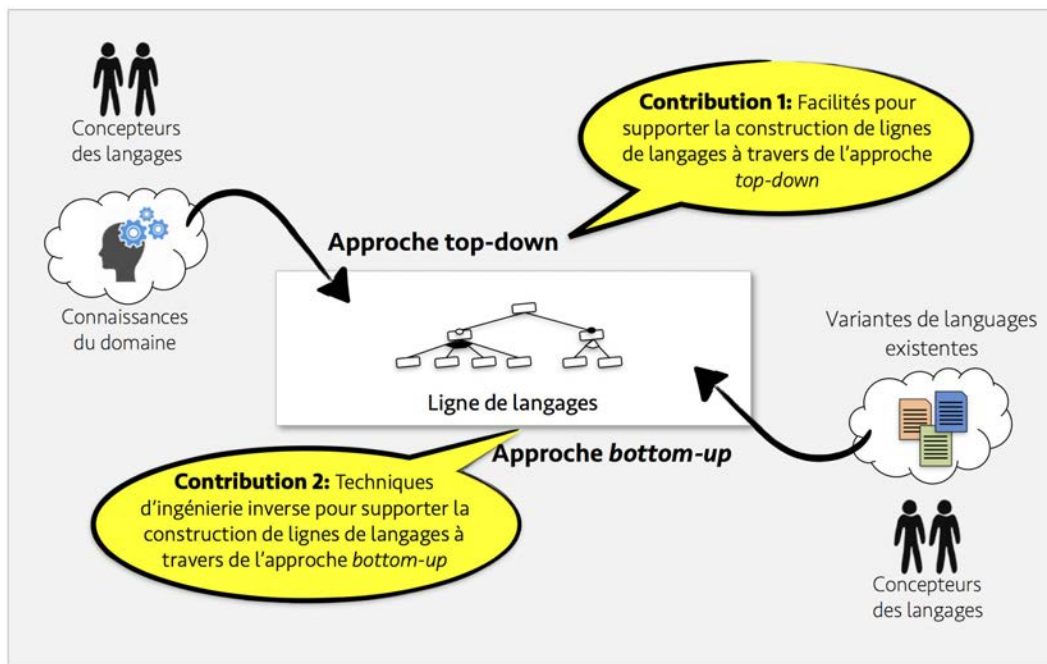 Concepteurs
des langages
Contribution 1: Facilités pour
supporter la construction de lignes
de langages à travers de l'approche
top-down
Approche top-down
Connaissances
du domaine
Variantes de languages
existentes
Ligne de langages
Approche bottom-up
Contribution 2: Techniques
d'ingénierie inverse pour supporter la
construction de lignes de langages à
travers de l'approche bottom-up
Concepteurs
des langages